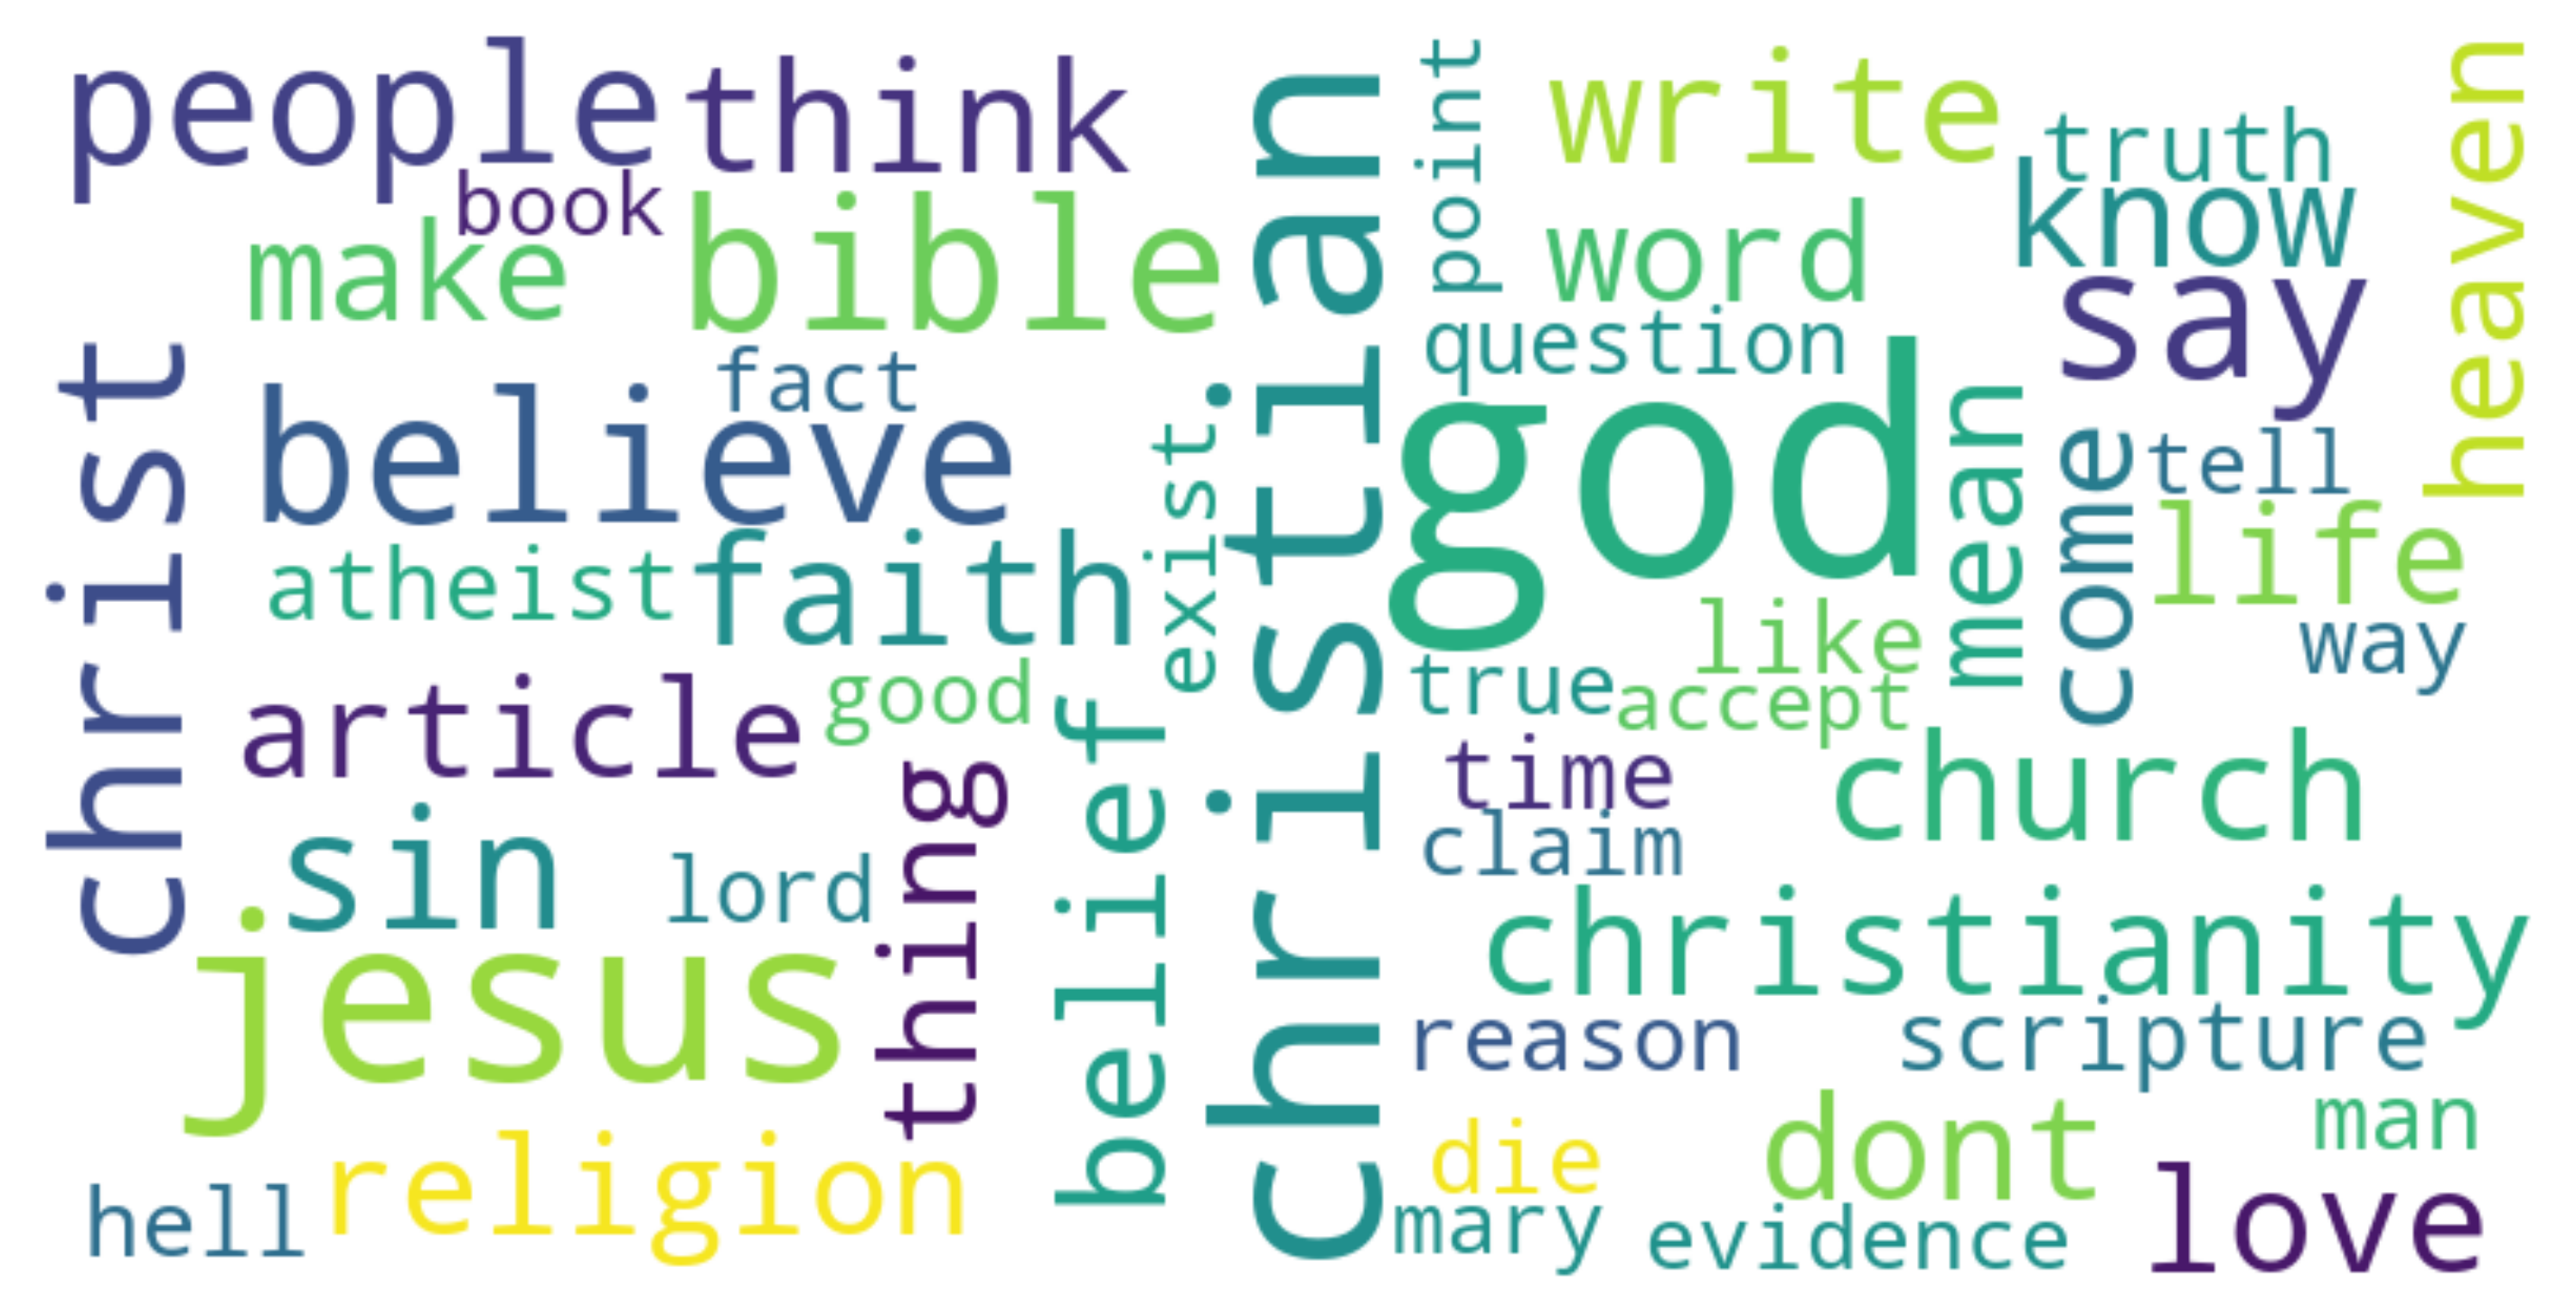 people
think
book
make
bible
christ
fact
believe
atheist
faith
exist
article
good
sin
lord
thing
belief
jesus
hell
religion
christian
point
write
truth
know
heaven
word
say
question
god
mean
come
tell
life
like
way
true
accept
time
church
claim
christianity
reason
scripture
die
dont
man
mary
evidence
love